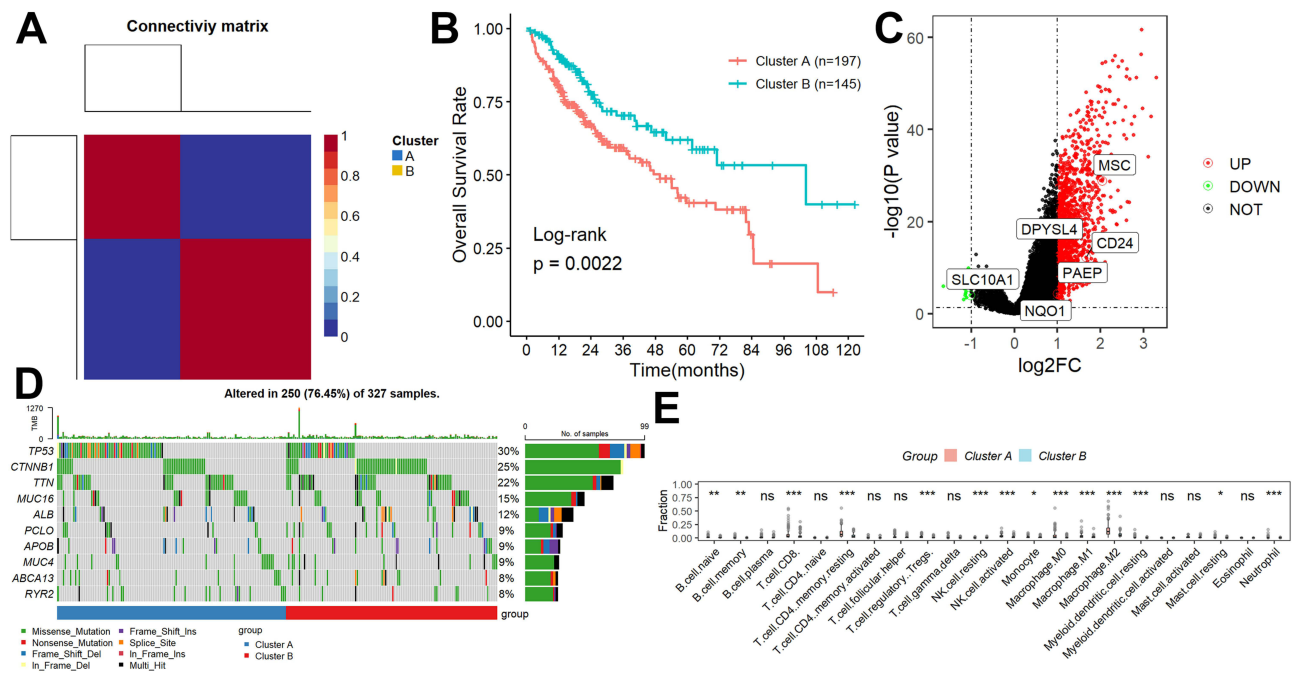 A
Connectiviy matrix
1
0.8
0.6
0.4
0.2
0
Cluster
A
B
B
Overall Survival Rate
1.00
0.75
0.50
0.25
0.00
Cluster A (n=197)
Cluster B (n=145)
Log-rank
p = 0.0022
0 12 24 36 48 60 72 84 96 108 120
Time(months)
C
-log10(P value)
60
40
20
0
MSC
DPYSL4
CD24
SLC10A1
PAEP
NQO1
-1 0 1 2 3
log2FC
UP
DOWN
NOT
D
Altered in 250 (76.45%) of 327 samples.
TMB
1270
0
0 No. of samples 99
TP53 30%
CTNNB1 25%
TTN 22%
MUC16 15%
ALB 12%
PCLO 9%
APOB 9%
MUC4 9%
ABCA13 8%
RYR2 8%
group
Missense_Mutation
Nonsense_Mutation
Frame_Shift_Del
In_Frame_Del
Frame_Shift_Ins
Splice_Site
In_Frame_Ins
Multi_Hit
group
Cluster A
Cluster B
E
Group Cluster A Cluster B
Fraction
1.00
0.75
0.50
0.25
0.00
** ** ns *** ns *** ns ns *** ns *** *** * *** *** *** *** ns ns * ns ***
B.cell.naive
B.cell.memory
B.cell.plasma
T.cell.CD8.
T.cell.CD4..naive
T.cell.CD4..memory.resting
T.cell.CD4..memory.activated
T.cell.follicular.helper
T.cell.regulatory..Tregs.
T.cell.gamma.delta
NK.cell.resting
NK.cell.activated
Monocyte
Macrophage.M0
Macrophage.M1
Macrophage.M2
Myeloid.dendritic.cell.resting
Myeloid.dendritic.cell.activated
Mast.cell.activated
Mast.cell.resting
Eosinophil
Neutrophil